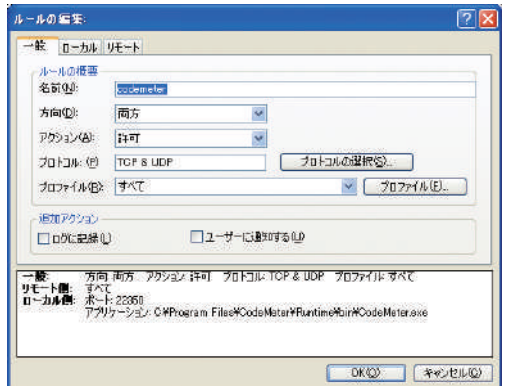 ルールの編集:
一般 ローカル リモート
ルールの概要
名前(N): codemeter
方向(D): 両方
アクション(A): 許可
プロトコル: (P) TCP & UDP プロトコルの選択(S)...
プロファイル(B): すべて プロファイル(F)...
追加アクション
ログに記録(L) ユーザーに通知する(U)
一般: 方向: 両方 アクション: 許可 プロトコル: TCP & UDP プロファイル: すべて
リモート側: すべて
ローカル側: ポート: 22350
アプリケーション: C:¥Program Files¥CodeMeter¥Runtime¥bin¥CodeMeter.exe
OK(O) キャンセル(C)